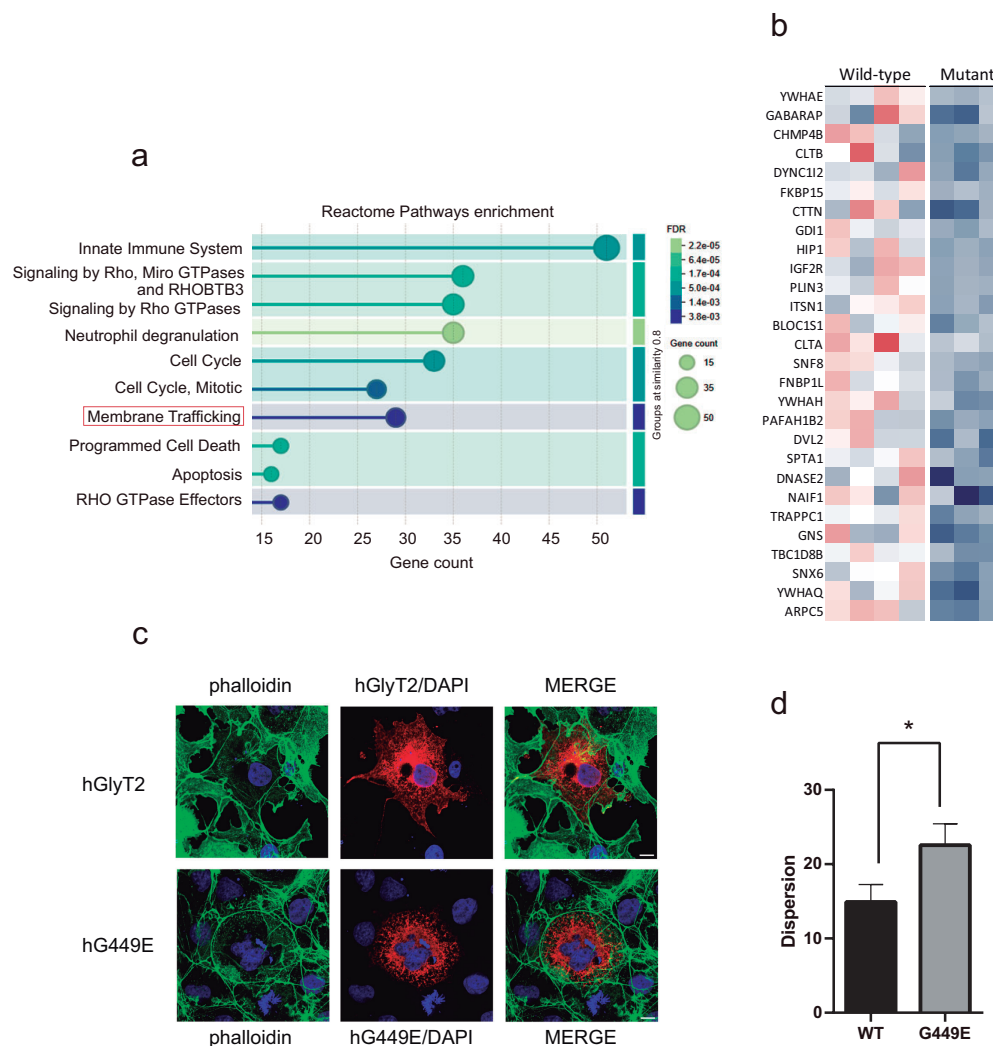 a
Reactome Pathways enrichment
Innate Immune System
Signaling by Rho, Miro GTPases
and RHOBTB3
Signaling by Rho GTPases
Neutrophil degranulation
Cell Cycle
Cell Cycle, Mitotic
Membrane Trafficking
Programmed Cell Death
Apoptosis
RHO GTPase Effectors
15 20 25 30 35 40 45 50
Gene count
FDR
2.2e-05
6.4e-05
1.7e-04
5.0e-04
1.4e-03
3.8e-03
Gene count
15
35
50
Groups at similarity 0.8
b
Wild-type Mutant
YWHAE
GABARAP
CHMP4B
CLTB
DYNC1I2
FKBP15
CTTN
GDI1
HIP1
IGF2R
PLIN3
ITSN1
BLOC1S1
CLTA
SNF8
FNBP1L
YWHAH
PAFAH1B2
DVL2
SPTA1
DNASE2
NAIF1
TRAPPC1
GNS
TBC1D8B
SNX6
YWHAQ
ARPC5
c
phalloidin hGlyT2/DAPI MERGE
hGlyT2
hG449E
phalloidin hG449E/DAPI MERGE
d
*
30
20
10
0
Dispersion
WT G449E